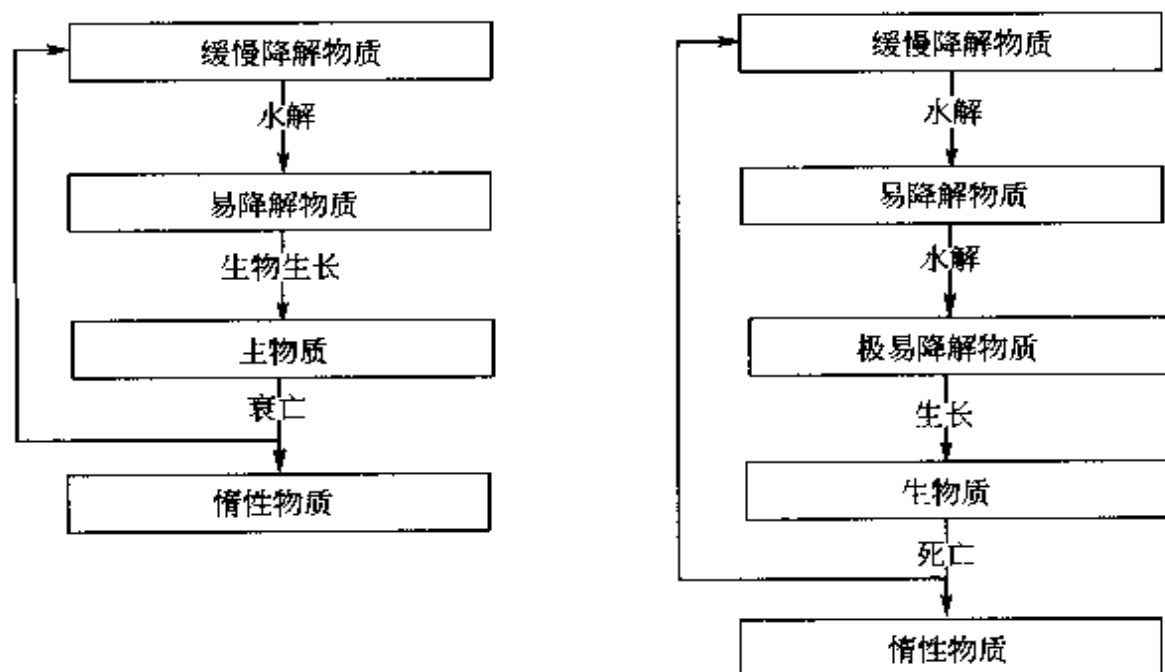 缓慢降解物质
水解
易降解物质
生物生长
主物质
衰亡
惰性物质
缓慢降解物质
水解
易降解物质
水解
极易降解物质
生长
生物质
死亡
惰性物质